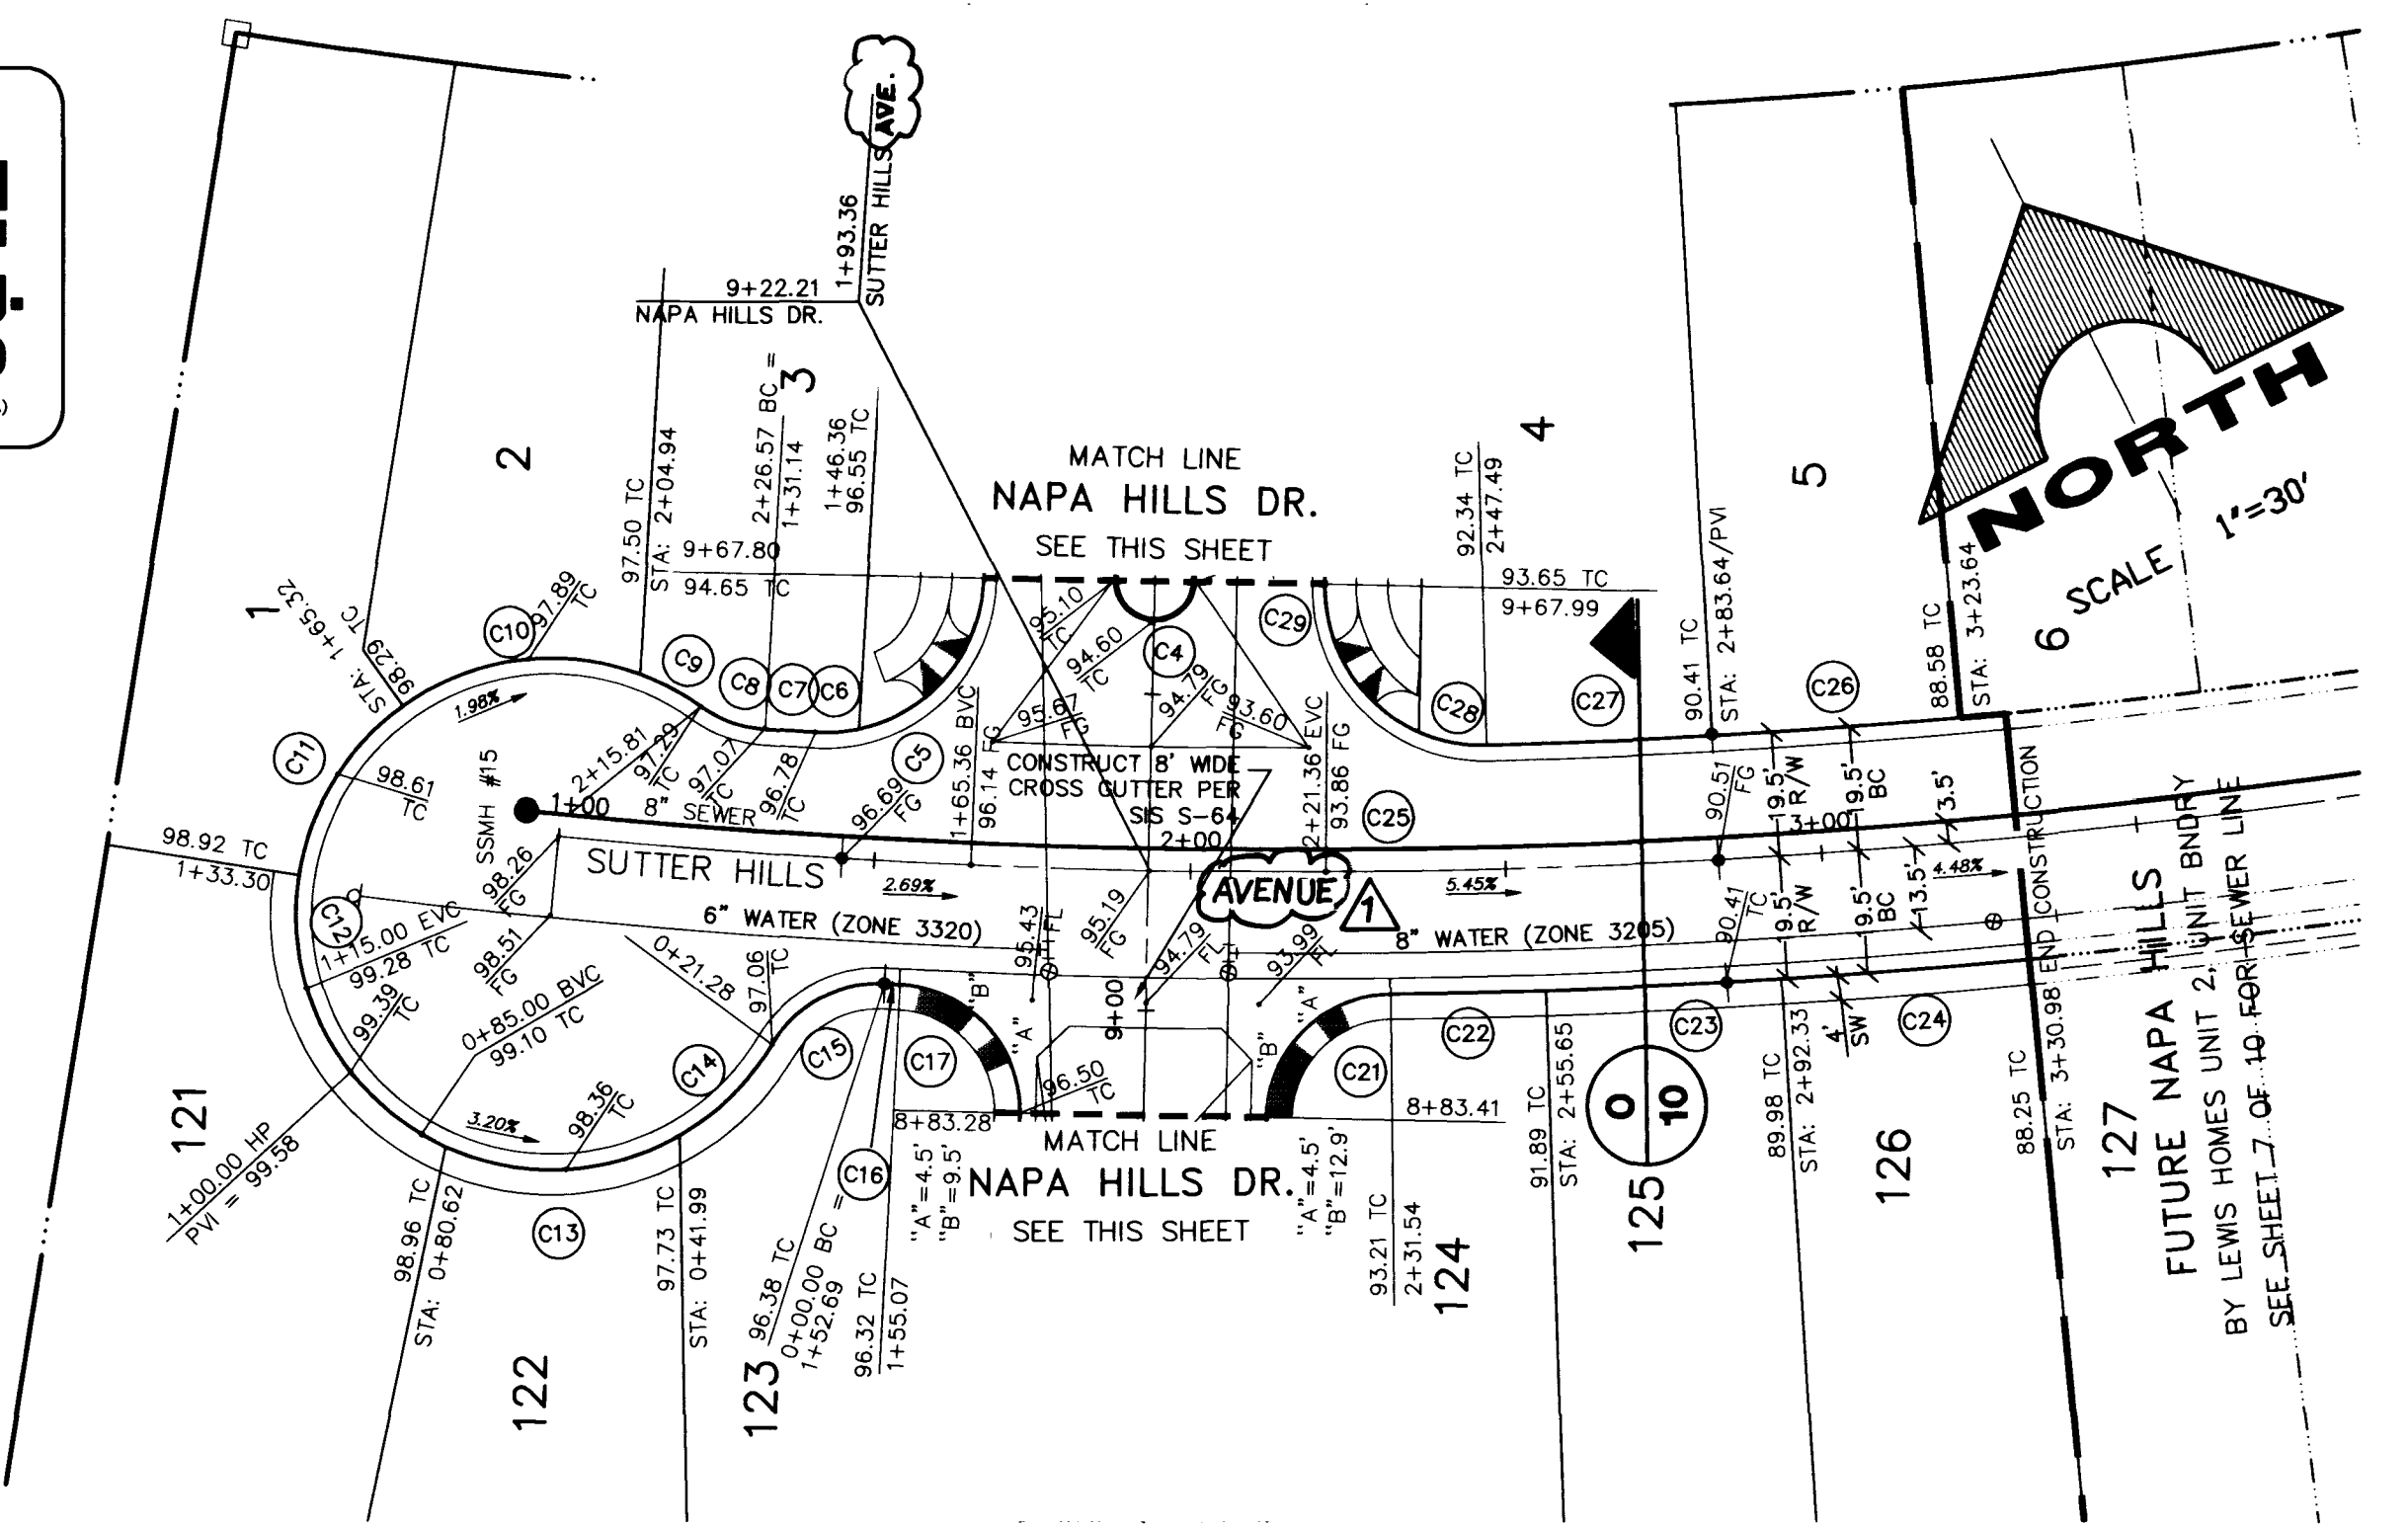 AVE.
SUTTER HILLS
1+93.36
9+22.21
NAPA HILLS DR.
1
2
3
4
5
6
NORTH
SCALE 1"=30'
STA: 1+65.32
98.29 TC
C10
97.89
TC
97.50 TC
STA: 2+04.94
2+26.57 BC =
1+31.14
1+46.36
96.55 TC
9+67.80
94.65 TC
MATCH LINE
NAPA HILLS DR.
SEE THIS SHEET
92.34 TC
2+47.49
93.65 TC
9+67.99
90.41 TC
STA: 2+83.64/PVI
88.58 TC
STA: 3+23.64
C9
C8
C7
C6
C5
C4
C29
C28
C27
C26
C25
C11
1.98%
98.61
TC
SSMH #15
2+15.81
97.29
TC
97.07
TC
96.78
TC
1+00
8" SEWER
96.69
FG
1+65.36 BVC
96.14 FG
95.10
TC
94.60
TC
95.67
FG
94.79
FG
93.60
FG
2+21.36 EVC
93.86 FG
CONSTRUCT 8' WIDE
CROSS GUTTER PER
SIS S-64
2+00
90.51
FG
19.5'
R/W
19.5'
BC
13.5'
3+00
98.92 TC
1+33.30
SUTTER HILLS
AVENUE
1
2.69%
5.45%
4.48%
98.26
FG
98.51
FG
6" WATER (ZONE 3320)
8" WATER (ZONE 3205)
C12
1+15.00 EVC
99.28 TC
99.39
TC
0+85.00 BVC
99.10 TC
0+21.28
97.06
TC
95.43
FL
95.19
FG
94.79
FL
93.99
FL
9+00
90.41
TC
19.5'
R/W
19.5'
BC
13.5'
4'
SW
END CONSTRUCTION
"A"
"B"
"B"
"A"
C14
C15
C17
C16
C21
C22
C23
C24
C13
3.20%
98.36
TC
96.50
TC
8+83.28
8+83.41
MATCH LINE
NAPA HILLS DR.
SEE THIS SHEET
"A"=4.5'
"B"=9.5'
"A"=4.5'
"B"=12.9'
1+00.00 HP
PVI = 99.58
98.96 TC
STA: 0+80.62
97.73 TC
STA: 0+41.99
96.38 TC
0+00.00 BC =
1+52.69
96.32 TC
1+55.07
93.21 TC
2+31.54
91.89 TC
STA: 2+55.65
0
10
89.98 TC
STA: 2+92.33
88.25 TC
STA: 3+30.98
121
122
123
124
125
126
127
FUTURE NAPA HILLS
BY LEWIS HOMES UNIT 2, UNIT BNDRY
SEE SHEET 7 OF 10 FOR SEWER LINE